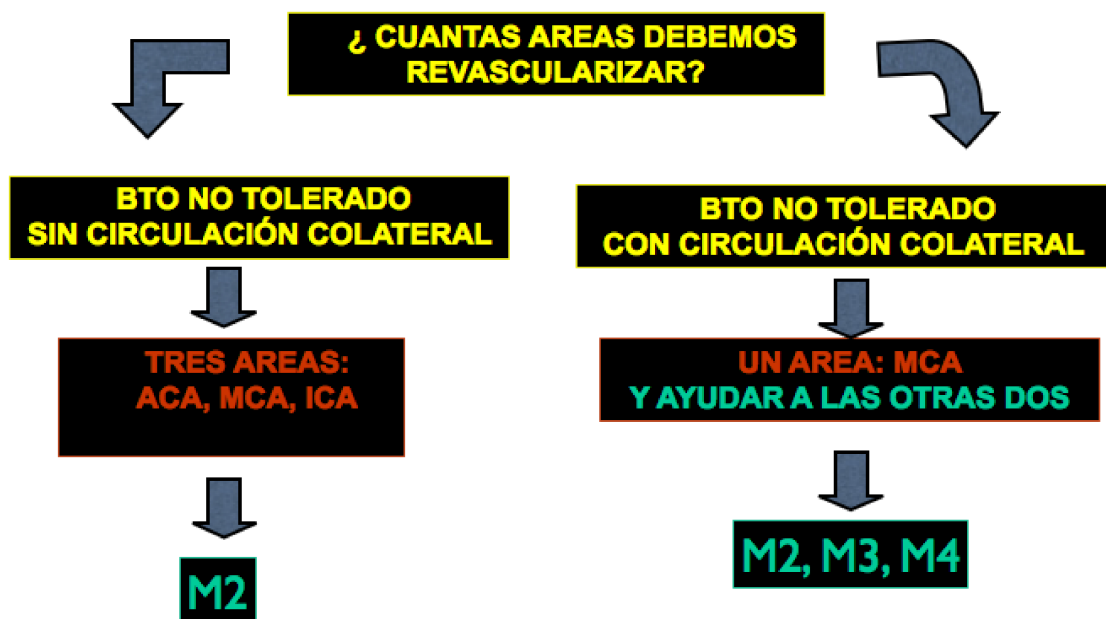 ¿ CUANTAS AREAS DEBEMOS
REVASCULARIZAR?
BTO NO TOLERADO
SIN CIRCULACIÓN COLATERAL
TRES AREAS:
ACA, MCA, ICA
M2
BTO NO TOLERADO
CON CIRCULACIÓN COLATERAL
UN AREA: MCA
Y AYUDAR A LAS OTRAS DOS
M2, M3, M4